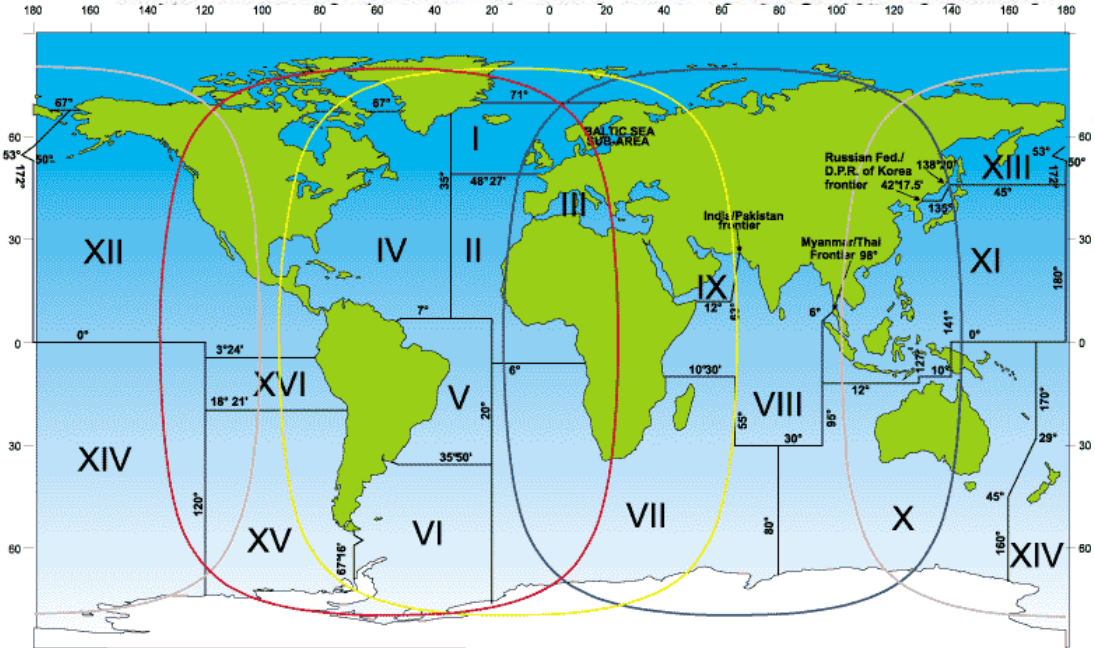 180 160 140 120 100 80 60 40 20 0 20 40 60 80 100 120 140 160 180
67°
67°
71°
60
60
I
BALTIC SEA
SUB-AREA
53°
50°
172°
53°
50°
172°
Russian Fed./
D.P.R. of Korea
frontier
138°20'
42°17.5'
135°
XIII
45°
35°
48° 27'
III
India/Pakistan
frontier
Myanmar/Thai
Frontier 98°
30
30
XII
IV
II
IX
XI
180°
12°
63°
6°
7°
141°
0
0°
0°
0
3°24'
6°
127°
10°
XVI
10°30'
12°
18° 21'
V
20°
VIII
55°
95°
170°
30
30°
29°
30
XIV
35°50'
45°
120°
XV
VI
VII
80°
X
160°
XIV
60
67°16'
60